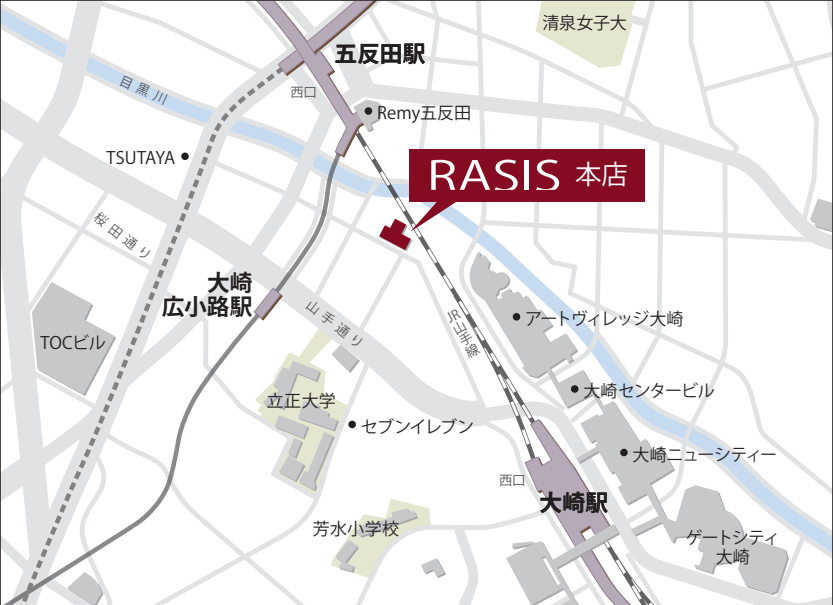 清泉女子大
五反田駅
西口
目黒川
Remy五反田
TSUTAYA
RASIS 本店
桜田通り
大崎
広小路駅
山手通り
JR山手線
アートヴィレッジ大崎
TOCビル
大崎センタービル
立正大学
セブンイレブン
大崎ニューシティー
西口
大崎駅
芳水小学校
ゲートシティ
大崎